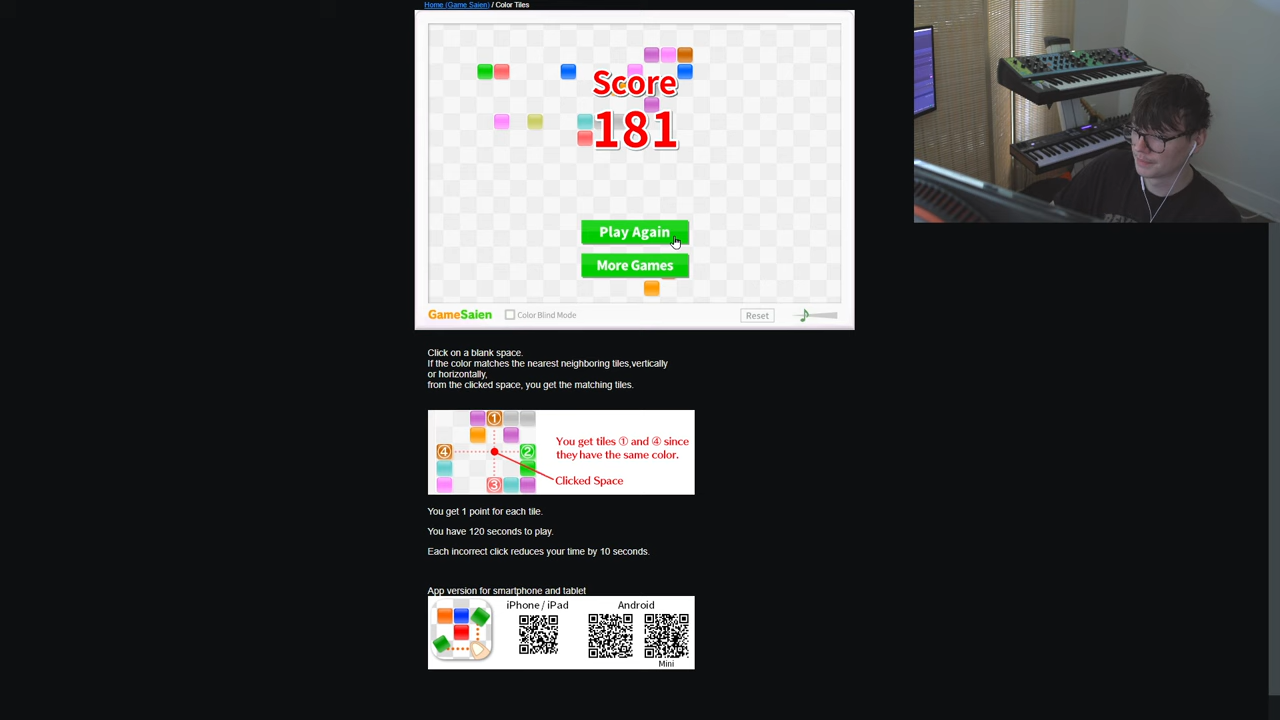 Home (Game Saien) / Color Tiles
Score
181
Play Again
More Games
GameSaien
Color Blind Mode
Reset
Click on a blank space.
If the color matches the nearest neighboring tiles,vertically
or horizontally,
from the clicked space, you get the matching tiles.
①
④
②
③
You get tiles ① and ④ since
they have the same color.
Clicked Space
You get 1 point for each tile.
You have 120 seconds to play.
Each incorrect click reduces your time by 10 seconds.
App version for smartphone and tablet
iPhone / iPad
Android
Mini